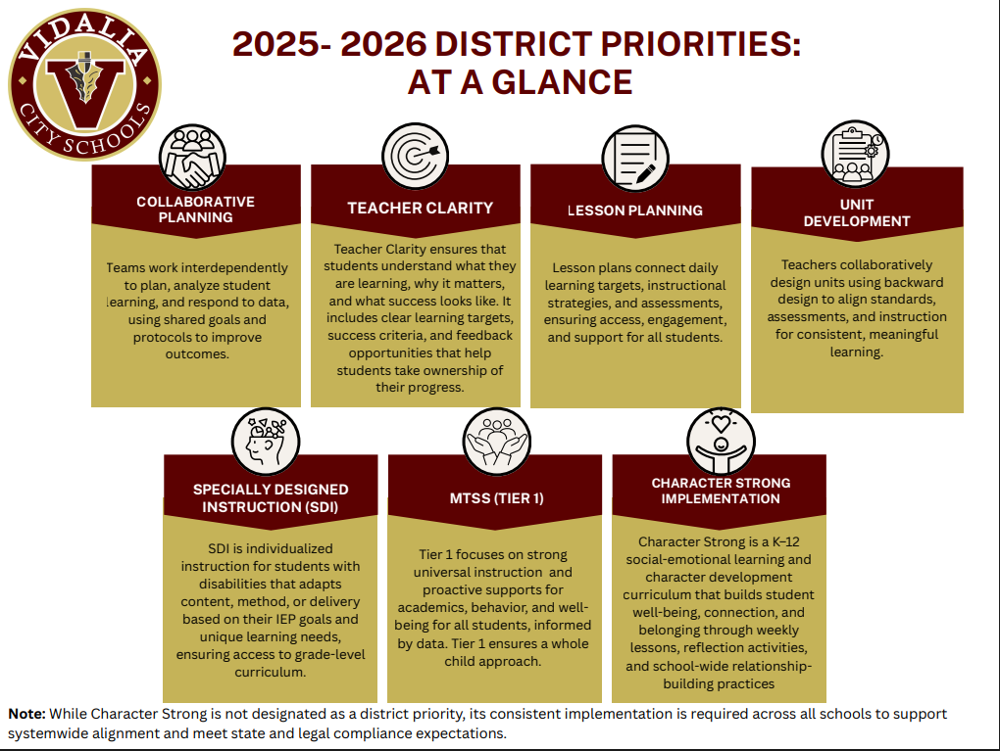 VIDALIA
CITY SCHOOLS
2025- 2026 DISTRICT PRIORITIES:
AT A GLANCE
COLLABORATIVE
PLANNING
Teams work interdependently
to plan, analyze student
learning, and respond to data,
using shared goals and
protocols to improve
outcomes.
TEACHER CLARITY
Teacher Clarity ensures that
students understand what they
are learning, why it matters,
and what success looks like. It
includes clear learning targets,
success criteria, and feedback
opportunities that help
students take ownership of
their progress.
LESSON PLANNING
Lesson plans connect daily
learning targets, instructional
strategies, and assessments,
ensuring access, engagement,
and support for all students.
UNIT
DEVELOPMENT
Teachers collaboratively
design units using backward
design to align standards,
assessments, and instruction
for consistent, meaningful
learning.
SPECIALLY DESIGNED
INSTRUCTION (SDI)
SDI is individualized
instruction for students with
disabilities that adapts
content, method, or delivery
based on their IEP goals and
unique learning needs,
ensuring access to grade-level
curriculum.
MTSS (TIER 1)
Tier 1 focuses on strong
universal instruction  and
proactive supports for
academics, behavior, and well-
being for all students, informed
by data. Tier 1 ensures a whole
child approach.
CHARACTER STRONG
IMPLEMENTATION
Character Strong is a K–12
social-emotional learning and
character development
curriculum that builds student
well-being, connection, and
belonging through weekly
lessons, reflection activities,
and school-wide relationship-
building practices
Note: While Character Strong is not designated as a district priority, its consistent implementation is required across all schools to support
systemwide alignment and meet state and legal compliance expectations.